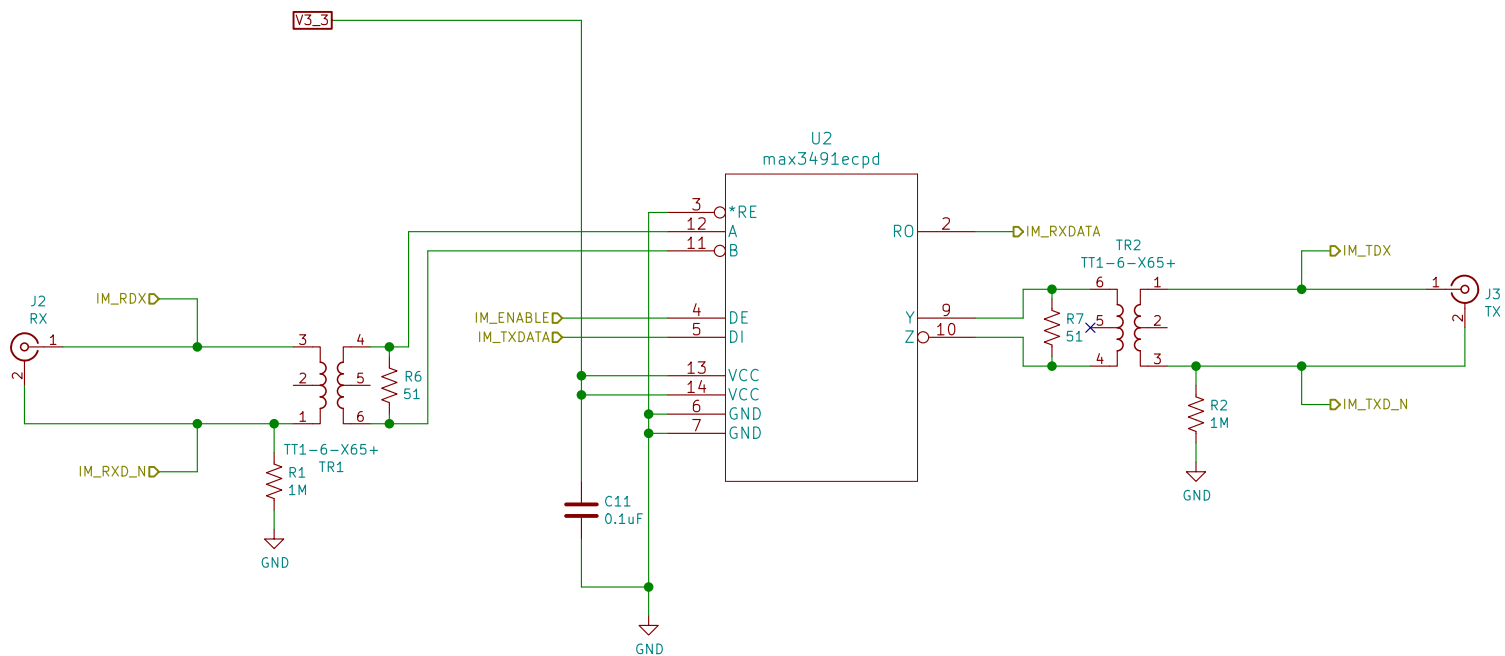 V3_3
U2
max3491ecpd
3
*RE
12
A
11
B
4
DE
5
DI
13
VCC
14
VCC
6
GND
7
GND
RO
2
Y
9
Z
10
IM_RXDATA
IM_ENABLE
IM_TXDATA
IM_RDX
J2
RX
1
2
IM_RXD_N
3
2
1
4
5
6
TT1-6-X65+
TR1
R6
51
R1
1M
GND
C11
0.1uF
GND
TR2
TT1-6-X65+
6
5
4
1
2
3
R7
51
IM_TDX
IM_TXD_N
R2
1M
GND
1
2
J3
TX